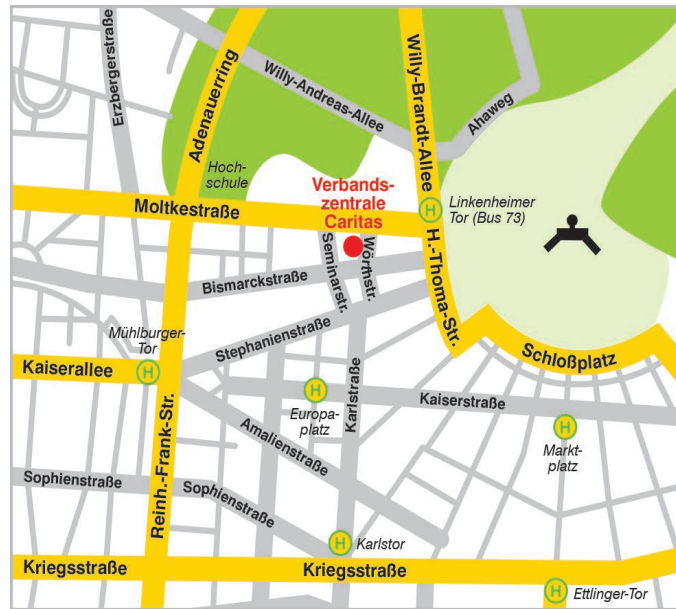 Erzbergerstraße
Adenauerring
Willy-Andreas-Allee
Willy-Brandt-Allee
Ahaweg
Hoch-
schule
Verbands-
zentrale
Caritas
Moltkestraße
H
Linkenheimer
Tor (Bus 73)
Seminarstr.
Wörthstr.
H.-Thoma-Str.
Bismarckstraße
Stephanienstraße
Mühlburger-
Tor
Kaiserallee
H
Schloßplatz
H
Europa-
platz
Karlstraße
Kaiserstraße
Amalienstraße
H
Markt-
platz
Reinh.-Frank-Str.
Sophienstraße
Sophienstraße
H
Karlstor
Kriegsstraße
Kriegsstraße
H
Ettlinger-Tor